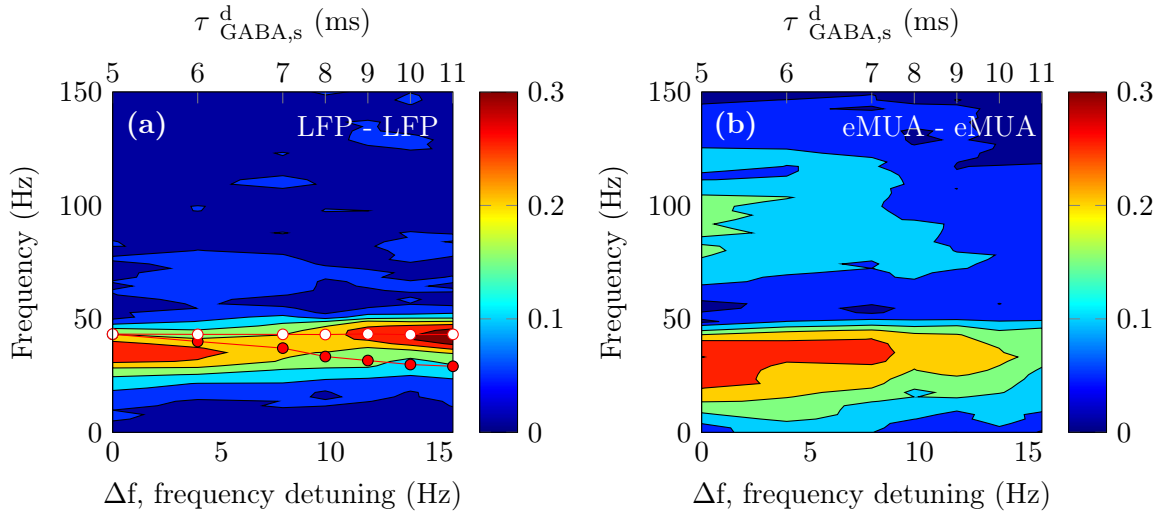 τ d GABA,s (ms)
5 6 7 8 9 10 11
150
100
50
0
Frequency (Hz)
(a) LFP - LFP
0.3
0.2
0.1
0
0 5 10 15
Δf, frequency detuning (Hz)
τ d GABA,s (ms)
5 6 7 8 9 10 11
150
100
50
0
Frequency (Hz)
(b) eMUA - eMUA
0.3
0.2
0.1
0
0 5 10 15
Δf, frequency detuning (Hz)